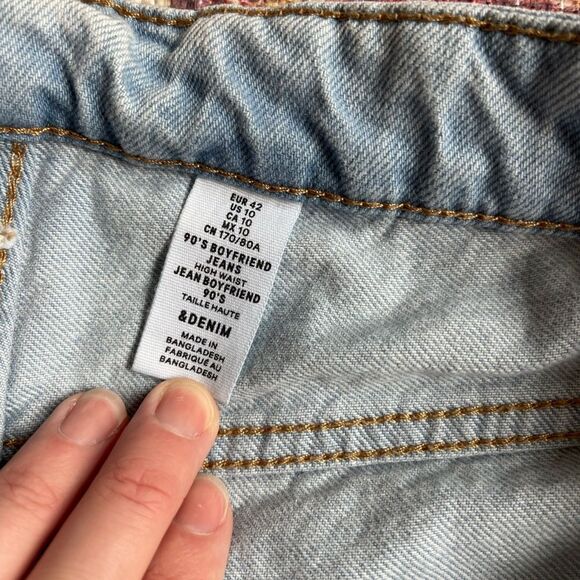 EUR 42
US 10
CA 10
MX 10
CN 170/80A
90'S BOYFRIEND
JEANS
HIGH WAIST
JEAN BOYFRIEND
90'S
TAILLE HAUTE
&DENIM
MADE IN
BANGLADESH
FABRIQUÉ AU
BANGLADESH